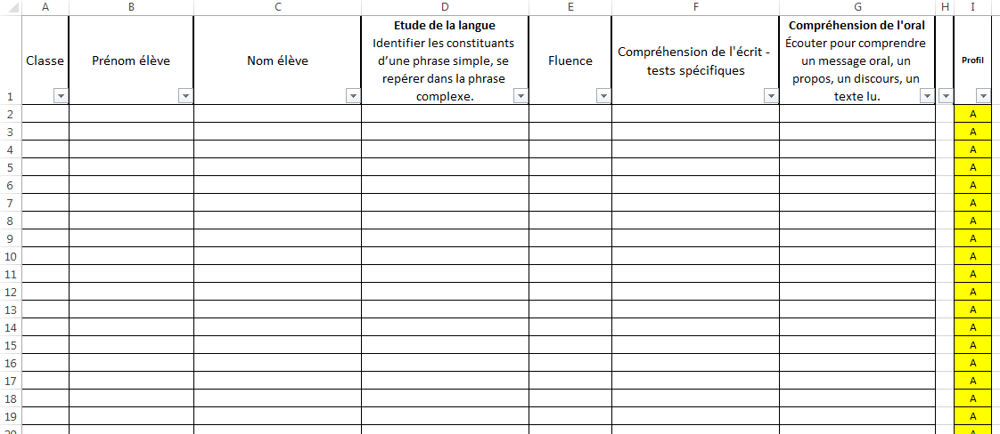 A B C D E F G H I
1 Classe Prénom élève Nom élève
Etude de la langue
Identifier les constituants
d’une phrase simple, se
repérer dans la phrase
complexe.
Fluence
Compréhension de l'écrit -
tests spécifiques
Compréhension de l'oral
Écouter pour comprendre
un message oral, un
propos, un discours, un
texte lu.
Profil
2 A
3 A
4 A
5 A
6 A
7 A
8 A
9 A
10 A
11 A
12 A
13 A
14 A
15 A
16 A
17 A
18 A
19 A
20 A